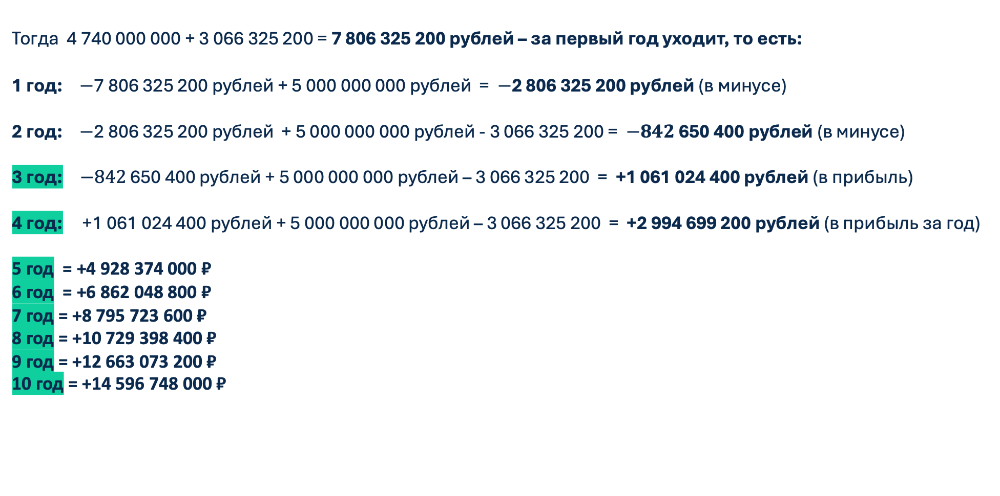 Тогда 4 740 000 000 + 3 066 325 200 = 7 806 325 200 рублей – за первый год уходит, то есть:
1 год: —7 806 325 200 рублей + 5 000 000 000 рублей = —2 806 325 200 рублей (в минусе)
2 год: —2 806 325 200 рублей + 5 000 000 000 рублей - 3 066 325 200 = —842 650 400 рублей (в минусе)
3 год: —842 650 400 рублей + 5 000 000 000 рублей – 3 066 325 200 = +1 061 024 400 рублей (в прибыль)
4 год: +1 061 024 400 рублей + 5 000 000 000 рублей – 3 066 325 200 = +2 994 699 200 рублей (в прибыль за год)
5 год = +4 928 374 000 ₽
6 год = +6 862 048 800 ₽
7 год = +8 795 723 600 ₽
8 год = +10 729 398 400 ₽
9 год = +12 663 073 200 ₽
10 год = +14 596 748 000 ₽